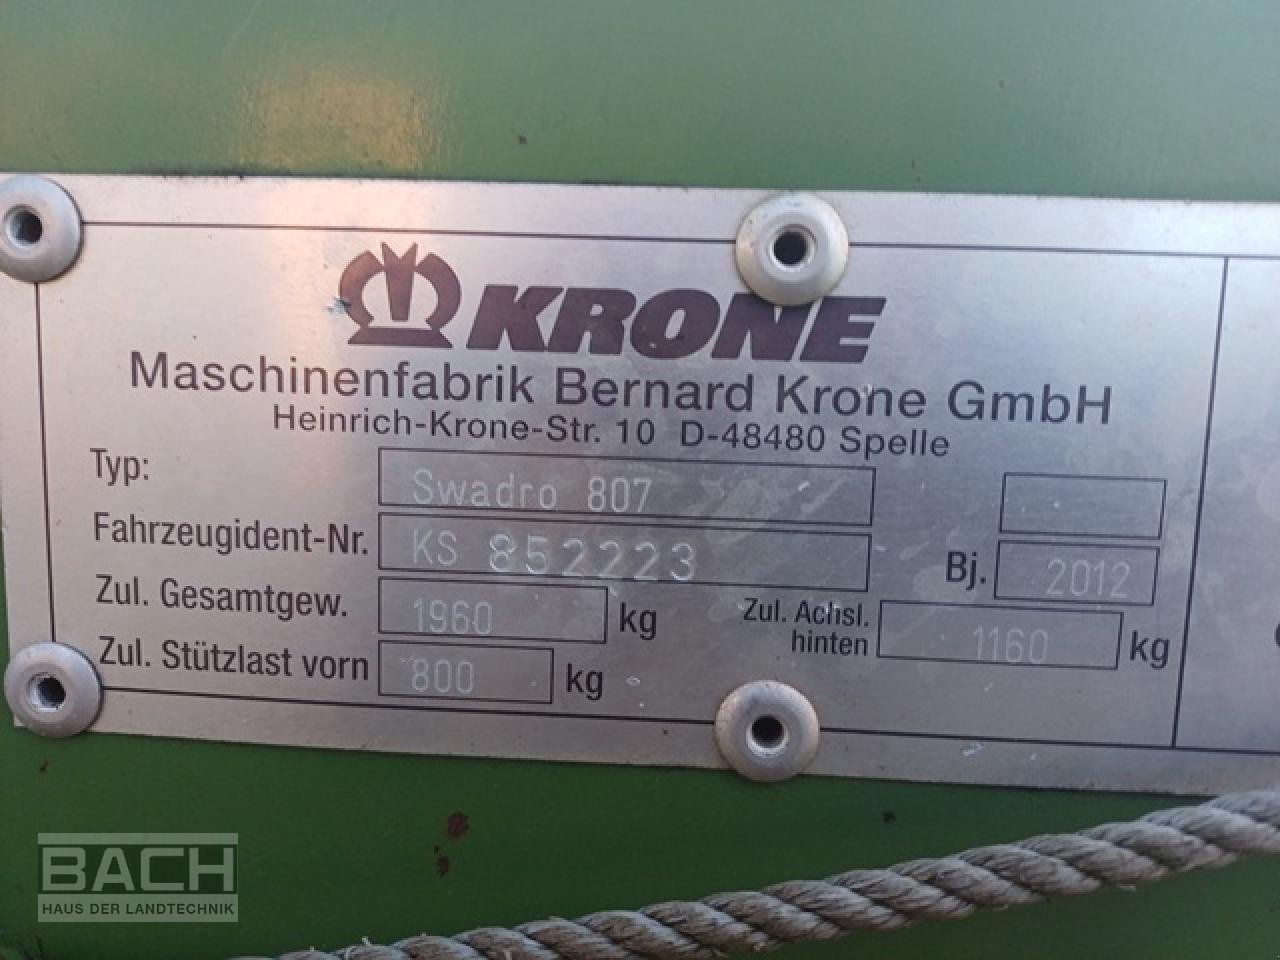 KRONE
Maschinenfabrik Bernard Krone GmbH
Heinrich-Krone-Str. 10 D-48480 Spelle
Typ: Swadro 807
Fahrzeugident-Nr. KS 852223 Bj. 2012
Zul. Gesamtgew. 1960 kg Zul. Achsl. hinten 1160 kg
Zul. Stützlast vorn 800 kg
BACH
HAUS DER LANDTECHNIK